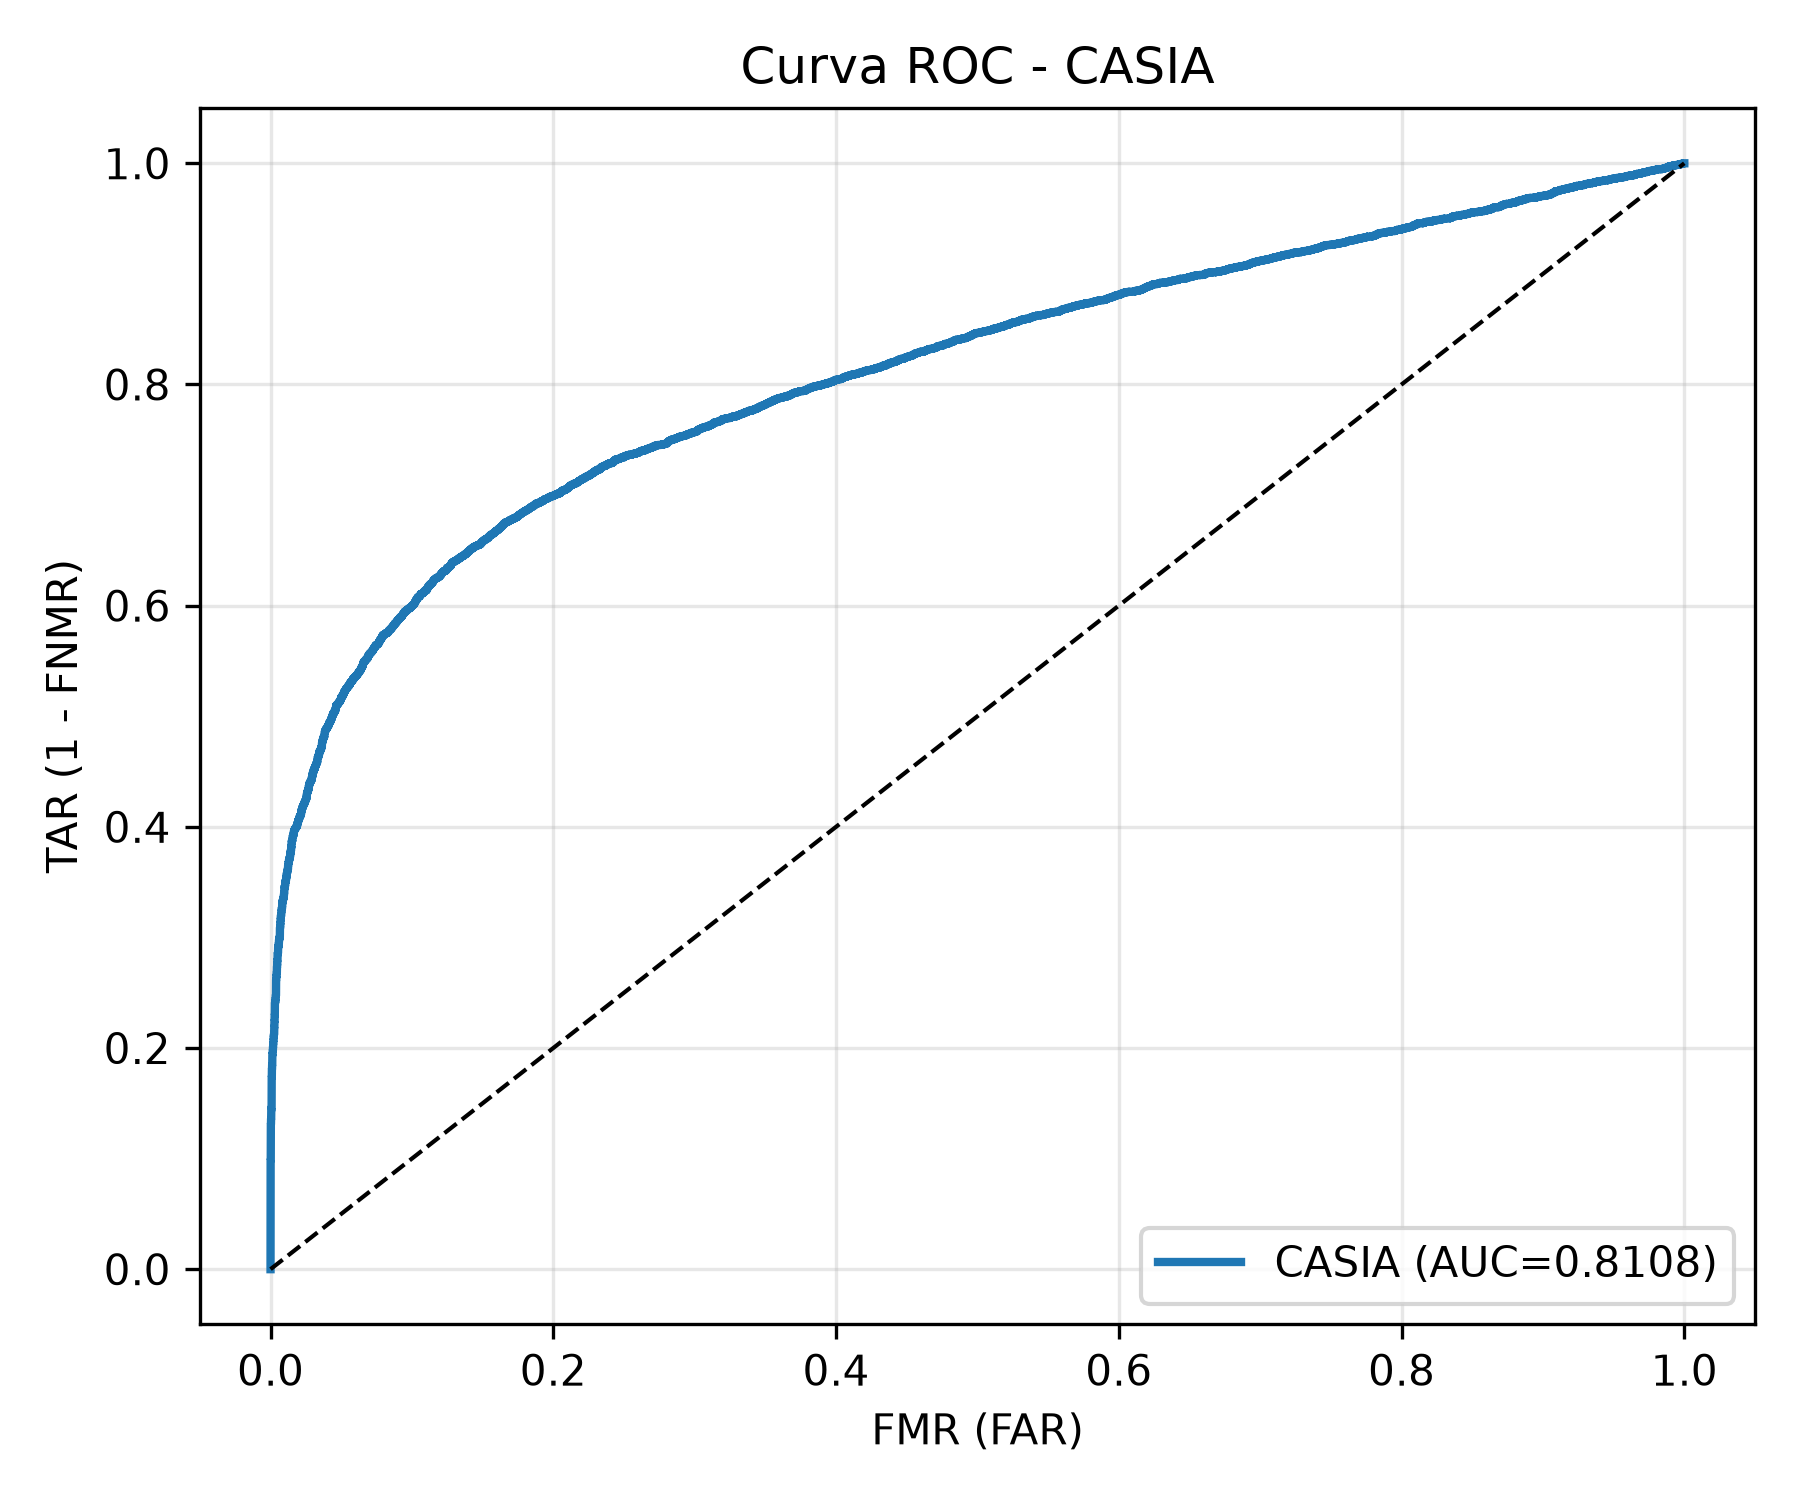 Curva ROC - CASIA
TAR (1 - FNMR)
1.0
0.8
0.6
0.4
0.2
0.0
CASIA (AUC=0.8108)
0.0 0.2 0.4 0.6 0.8 1.0
FMR (FAR)